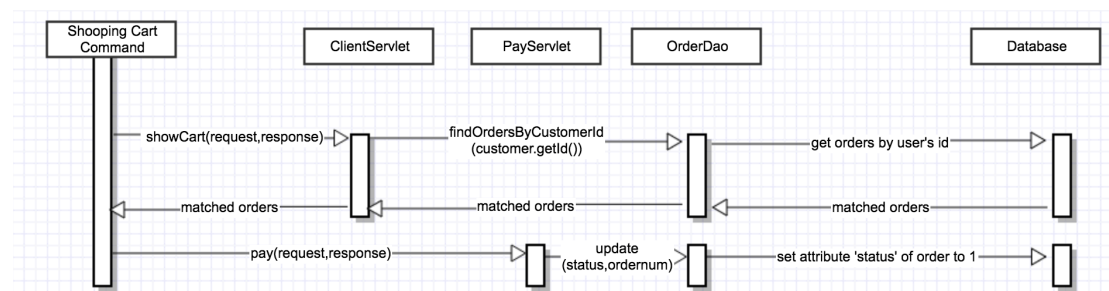 Shooping Cart
Command
ClientServlet
PayServlet
OrderDao
Database
showCart(request,response)
findOrdersByCustomerId
(customer.getId())
get orders by user's id
matched orders
matched orders
matched orders
pay(request,response)
update
(status,ordernum)
set attribute 'status' of order to 1